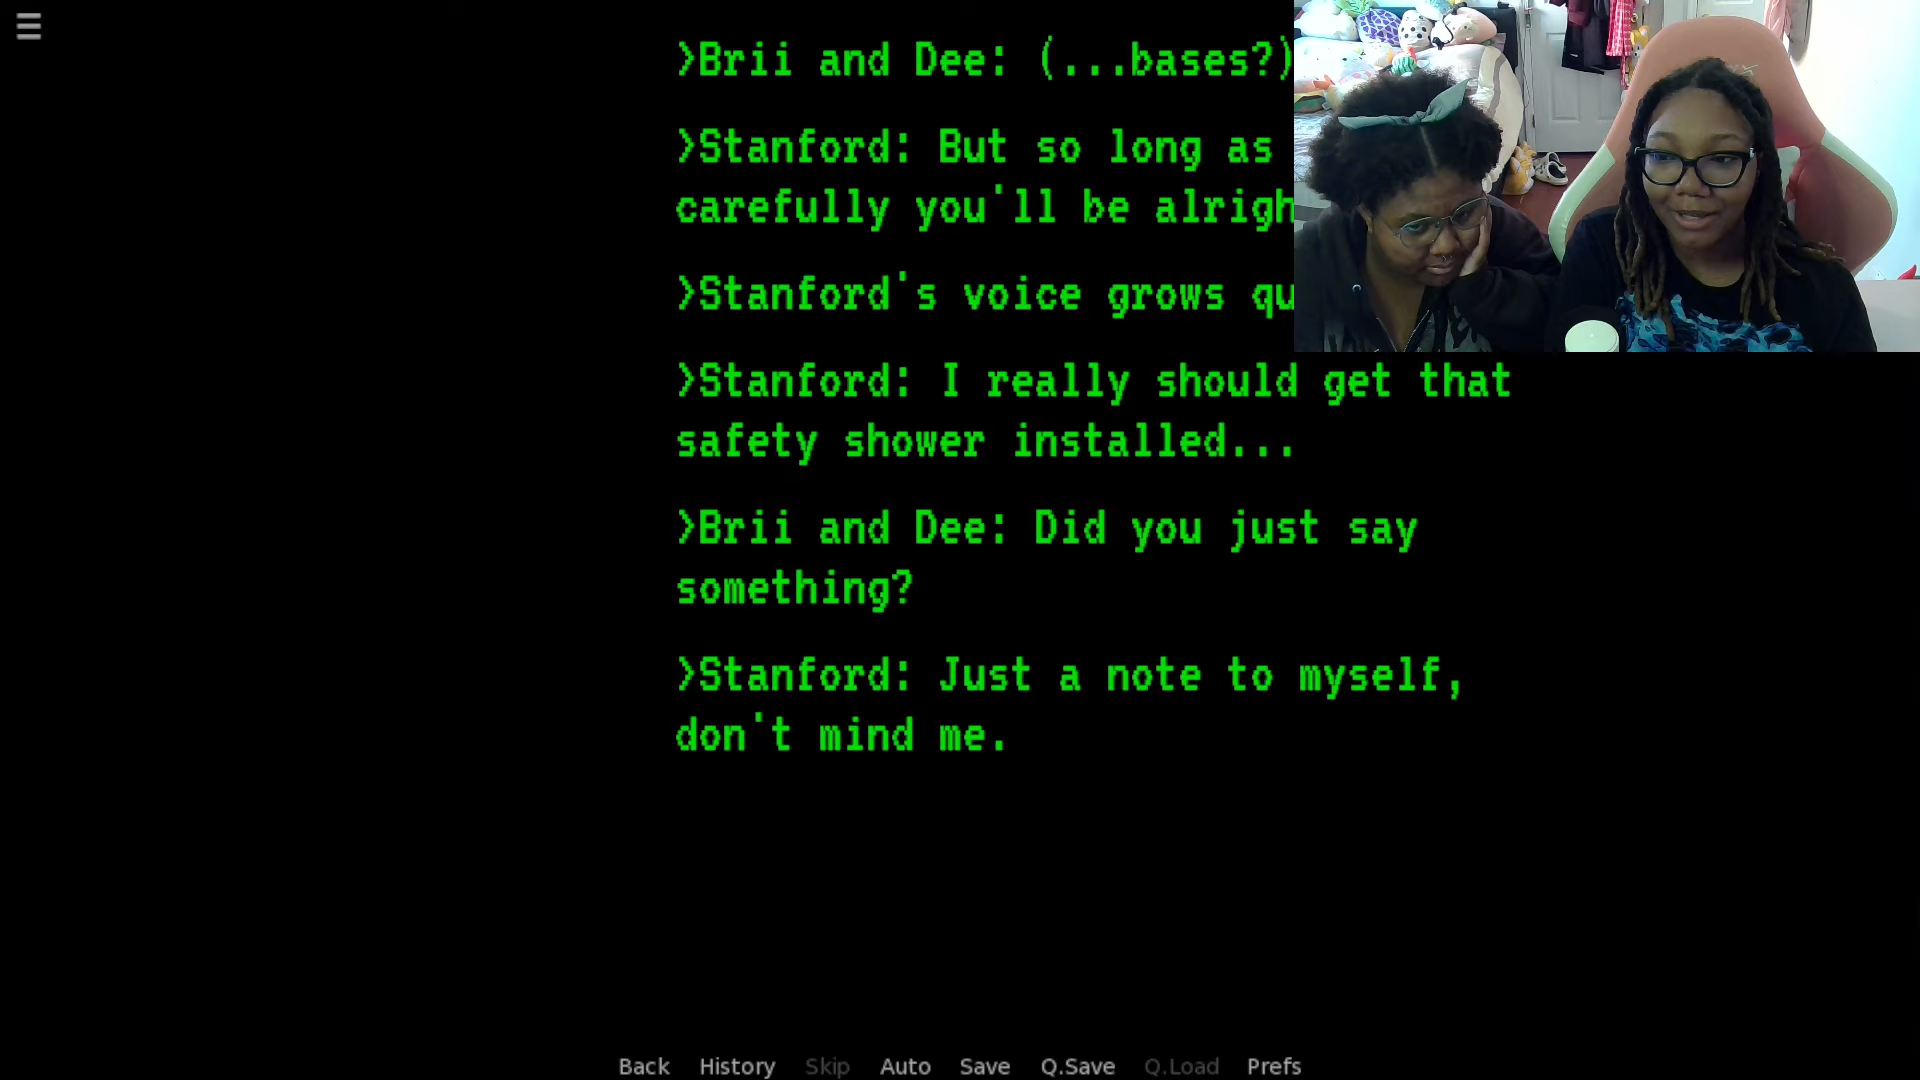 >Brii and Dee: (...bases?)
>Stanford: But so long as
carefully you'll be
>Stanford's voice grows
>Stanford: I really should get that
safety shower installed...
>Brii and Dee: Did you just say
something?
>Stanford: Just a note to myself,
don't mind me.
Back History Skip Auto Save Q.Save Q.Load Prefs